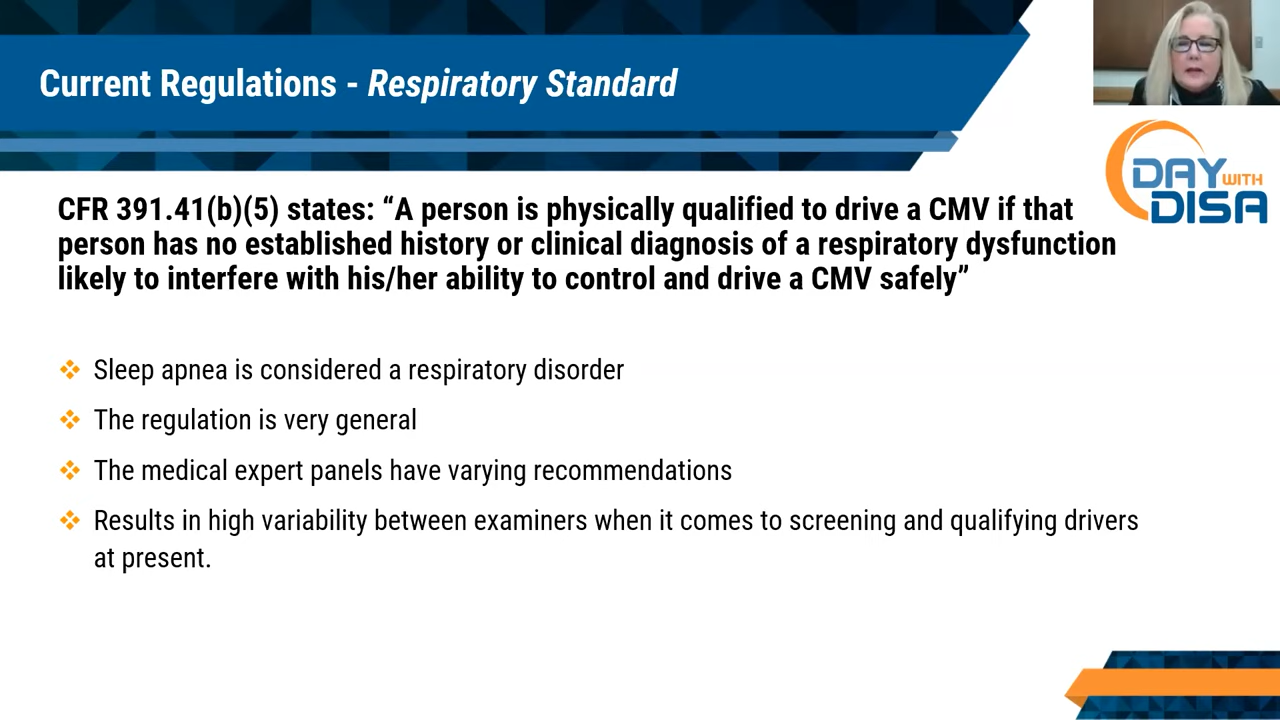 Current Regulations - Respiratory Standard
DAY WITH
DISA
CFR 391.41(b)(5) states: “A person is physically qualified to drive a CMV if that
person has no established history or clinical diagnosis of a respiratory dysfunction
likely to interfere with his/her ability to control and drive a CMV safely”
Sleep apnea is considered a respiratory disorder
The regulation is very general
The medical expert panels have varying recommendations
Results in high variability between examiners when it comes to screening and qualifying drivers
at present.